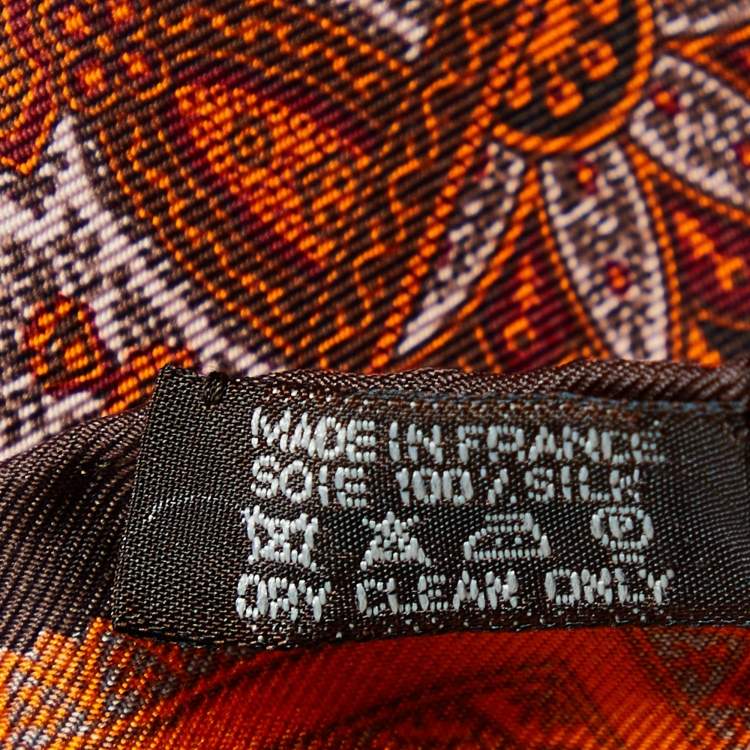 MADE IN FRANCE
SOIE 100% SILK
DRY CLEAN ONLY